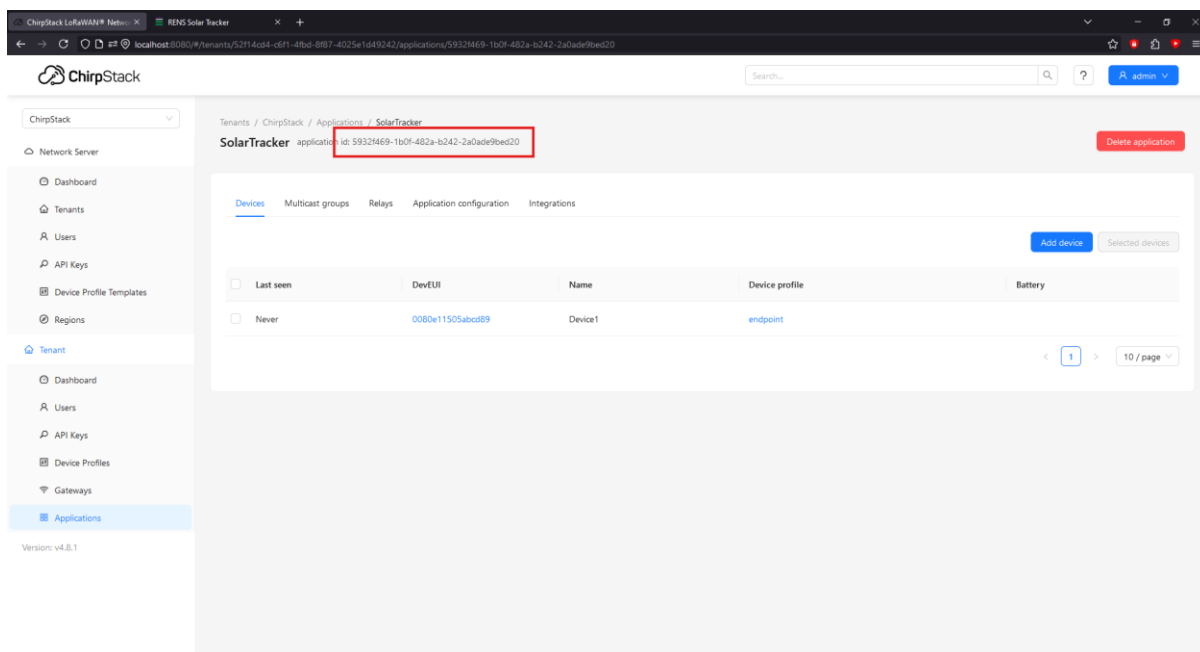 ChirpStack LoRaWAN® Networ
RENS Solar Tracker
localhost:8080/#/tenants/52f14cd4-c6f1-4fbd-8f87-4025e1d49242/applications/5932f469-1b0f-482a-b242-2a0ade9bed20
ChirpStack
Search...
?
admin
ChirpStack
Network Server
Dashboard
Tenants
Users
API Keys
Device Profile Templates
Regions
Tenant
Dashboard
Users
API Keys
Device Profiles
Gateways
Applications
Version: v4.8.1
Tenants / ChirpStack / Applications / SolarTracker
SolarTracker application id: 5932f469-1b0f-482a-b242-2a0ade9bed20
Delete application
Devices Multicast groups Relays Application configuration Integrations
Add device Selected devices
Last seen DevEUI Name Device profile Battery
Never 0080e11505abcd89 Device1 endpoint
< 1 > 10 / page